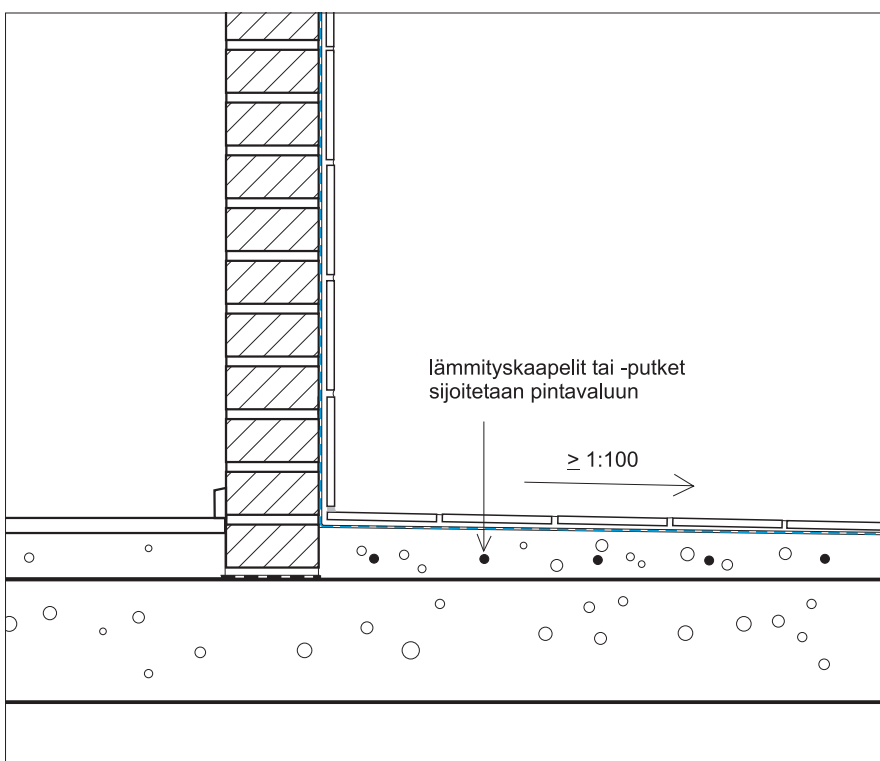 lämmityskaapelit tai -putket
sijoitetaan pintavaluun
≥ 1:100